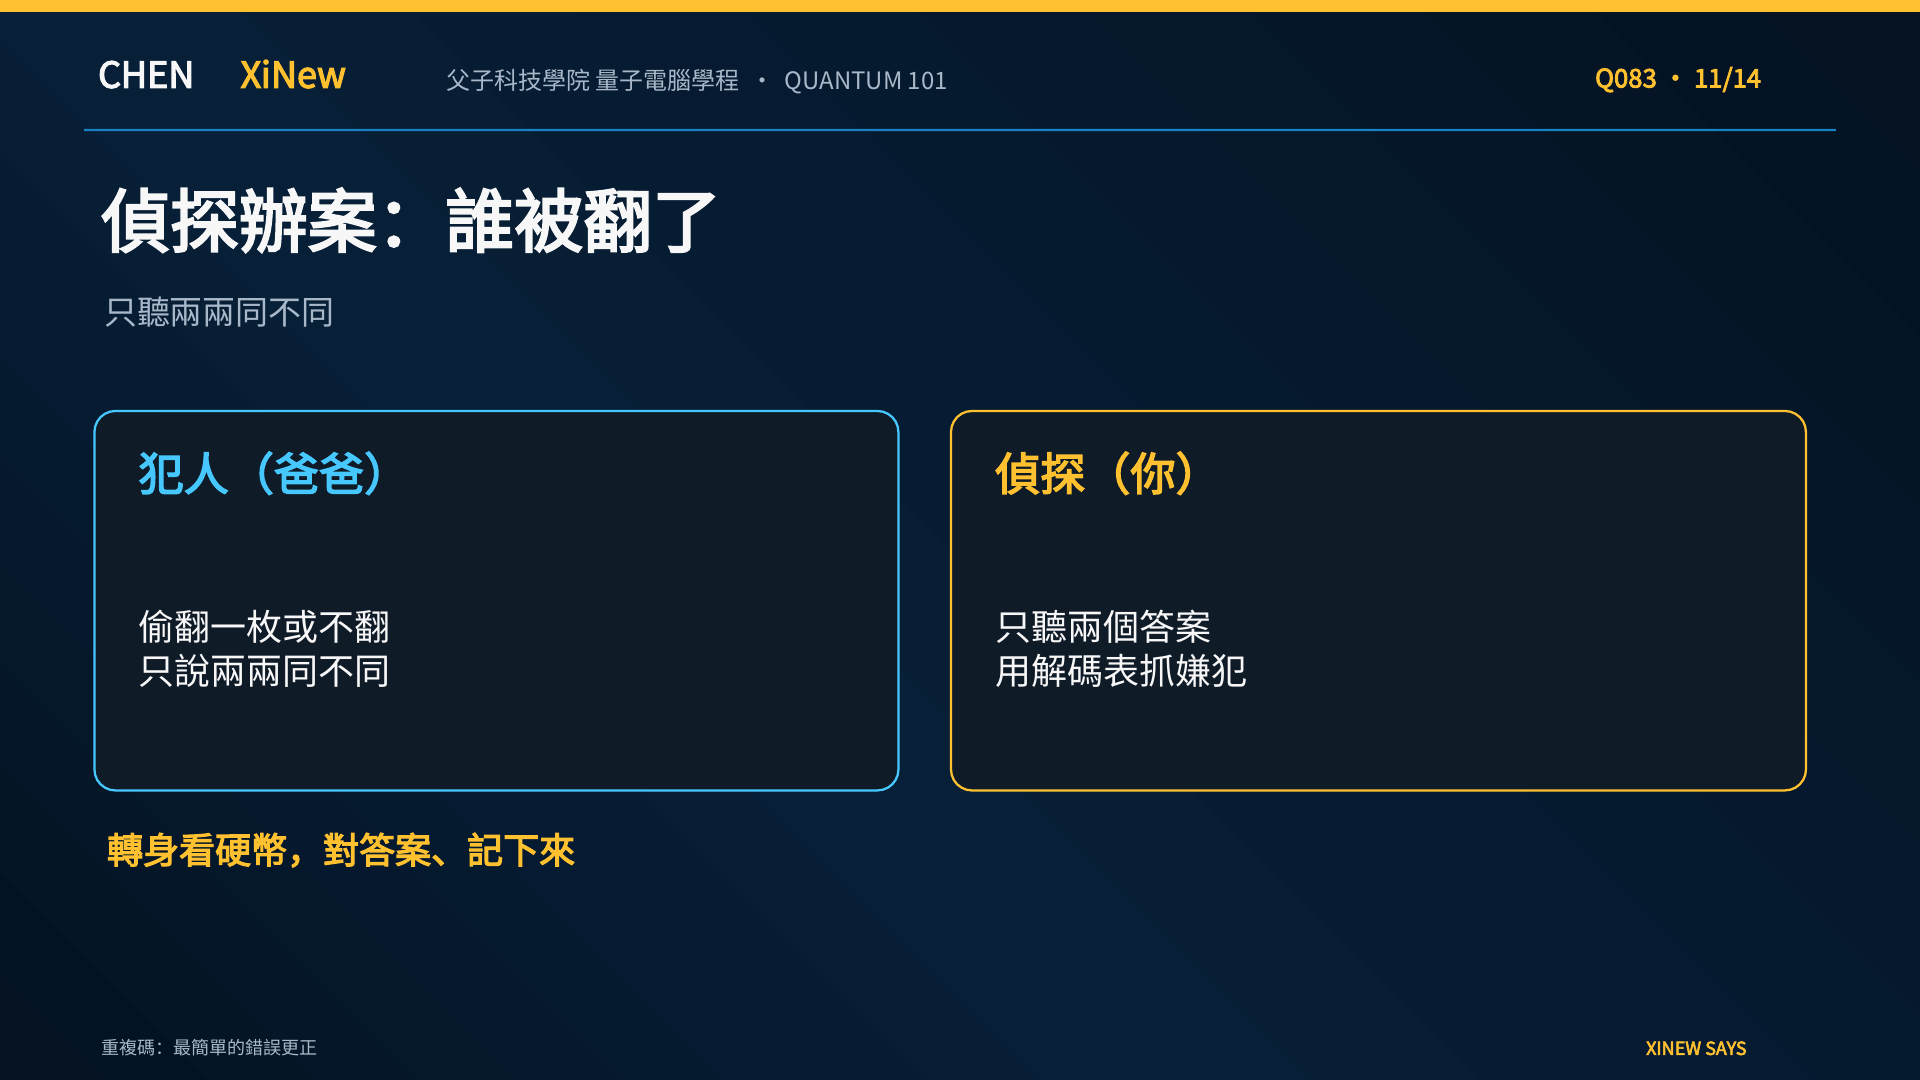 CHEN XiNew 父子科技學院 量子電腦學程 · QUANTUM 101 Q083 · 11/14
偵探辦案：誰被翻了
只聽兩兩同不同
犯人（爸爸）
偷翻一枚或不翻
只說兩兩同不同
偵探（你）
只聽兩個答案
用解碼表抓嫌犯
轉身看硬幣，對答案、記下來
重複碼：最簡單的錯誤更正
XINEW SAYS